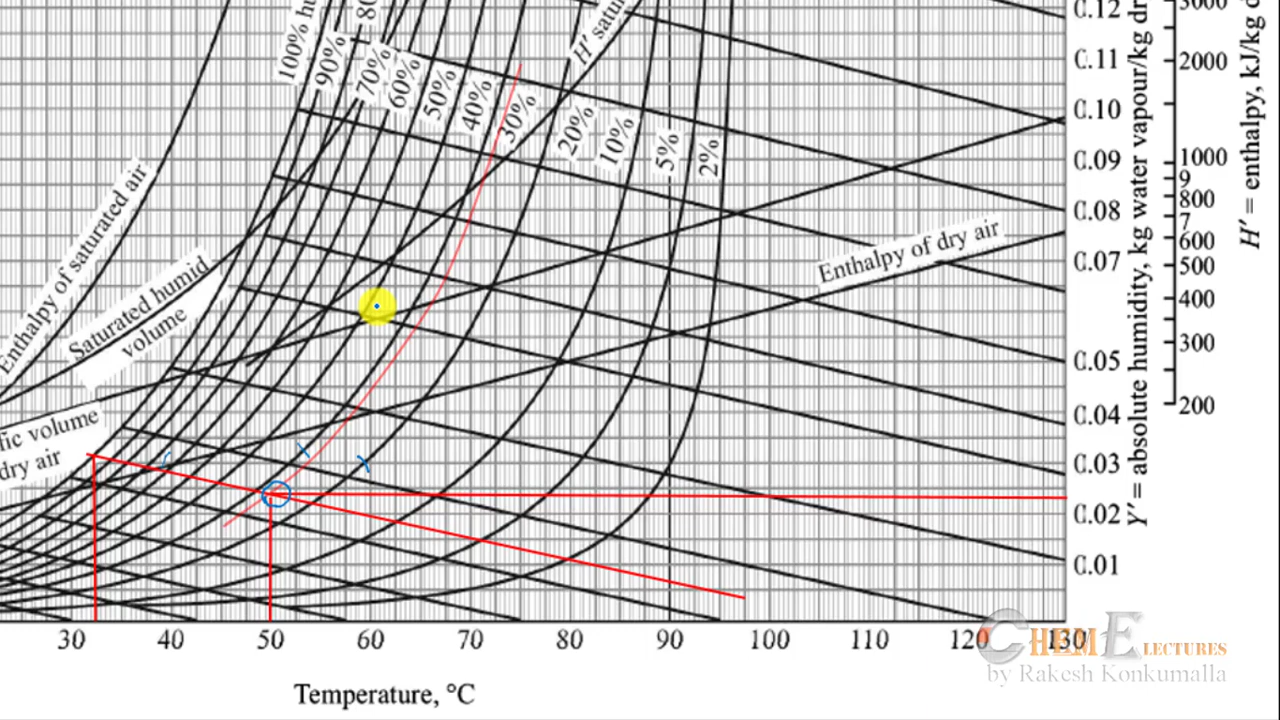 100% hu
90%
80
70%
60%
50%
40%
30%
20%
10%
5%
2%
H′ satu
Enthalpy of saturated air
Saturated humid
volume
fic volume
dry air
Enthalpy of dry air
0.12
0.11
0.10
0.09
0.08
0.07
0.05
0.04
0.03
0.02
0.01
Y′ = absolute humidity, kg water vapour/kg dr
3000
2000
1000
9
800
7
600
500
400
300
200
H′ = enthalpy, kJ/kg d
30 40 50 60 70 80 90 100 110 120 130
Temperature, °C
CHEME LECTURES
by Rakesh Konkumalla